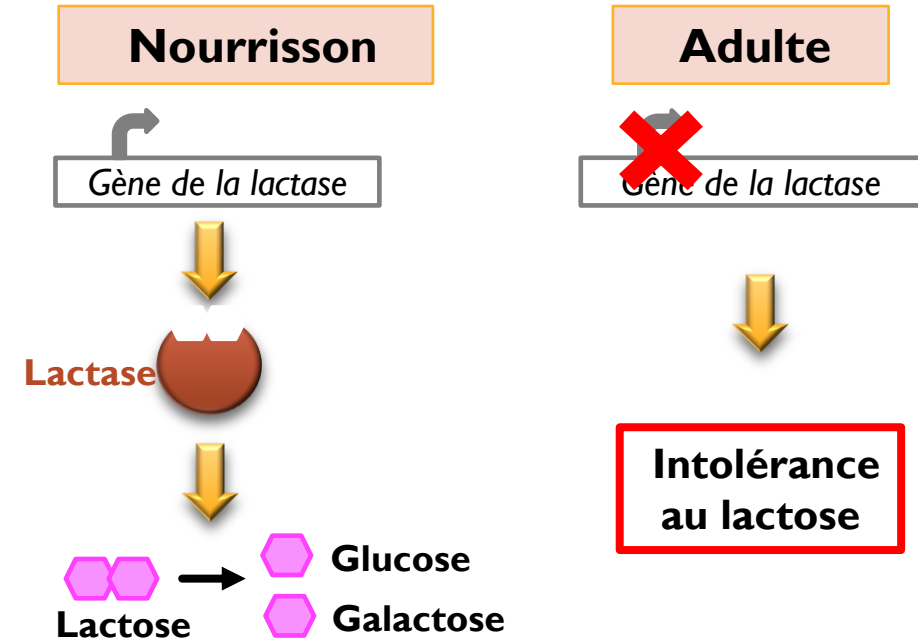 Nourrisson
Gène de la lactase
Lactase
Lactose
Glucose
Galactose
Adulte
Gène de la lactase
Intolérance
au lactose